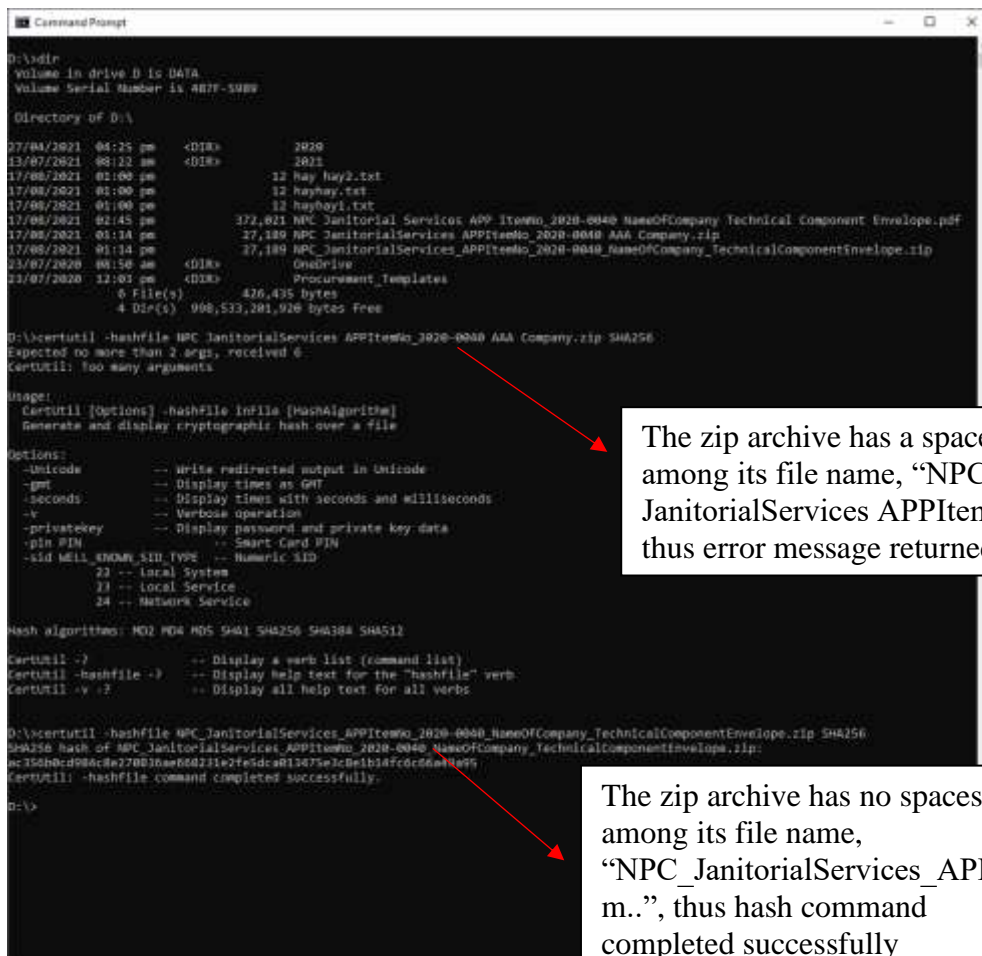 Command Prompt
D:\>dir
Volume in drive D is DATA
Volume Serial Number is
Directory of D:\
27/04/2021 04:25 pm <DIR> 2020
13/07/2021 08:22 am <DIR> 2021
17/08/2021 01:00 pm 12 hay hay2.txt
17/08/2021 01:00 pm 12 hayhay.txt
17/08/2021 01:00 pm 12 hayhay1.txt
17/08/2021 02:45 pm 372,021 NPC Janitorial Services APP ItemNo_2020-0040 NameOfCompany Technical Component Envelope.pdf
17/08/2021 01:14 pm 27,189 NPC JanitorialServices APPItemNo_2020-0040 AAA Company.zip
17/08/2021 01:14 pm 27,189 NPC_JanitorialServices_APPItemNo_2020-0040_NameOfCompany_TechnicalComponentEnvelope.zip
23/07/2020 08:50 am <DIR> OneDrive
23/07/2020 12:03 pm <DIR> Procurement_Templates
6 File(s) 426,435 bytes
4 Dir(s) 998,533,201,920 bytes free
D:\>certutil -hashfile NPC JanitorialServices APPItemNo_2020-0040 AAA Company.zip SHA256
Expected no more than 2 args, received 6
CertUtil: Too many arguments
Usage:
CertUtil [Options] -hashfile InFile [HashAlgorithm]
Generate and display cryptographic hash over a file
Options:
-Unicode -- Write redirected output in Unicode
-gmt -- Display times as GMT
-seconds -- Display times with seconds and milliseconds
-v -- Verbose operation
-privatekey -- Display password and private key data
-pin PIN -- Smart Card PIN
-sid WELL_KNOWN_SID_TYPE -- Numeric SID
22 -- Local System
23 -- Local Service
24 -- Network Service
Hash algorithms: MD2 MD4 MD5 SHA1 SHA256 SHA384 SHA512
CertUtil -? -- Display a verb list (command list)
CertUtil -hashfile -? -- Display help text for the "hashfile" verb
CertUtil -v -? -- Display all help text for all verbs
D:\>certutil -hashfile NPC_JanitorialServices_APPItemNo_2020-0040_NameOfCompany_TechnicalComponentEnvelope.zip SHA256
SHA256 hash of NPC_JanitorialServices_APPItemNo_2020-0040_NameOfCompany_TechnicalComponentEnvelope.zip:
CertUtil: -hashfile command completed successfully.
D:\>
The zip archive has a space
among its file name, “NPC
JanitorialServices APPItem
thus error message returned
The zip archive has no spaces
among its file name,
“NPC_JanitorialServices_API
m..”, thus hash command
completed successfully